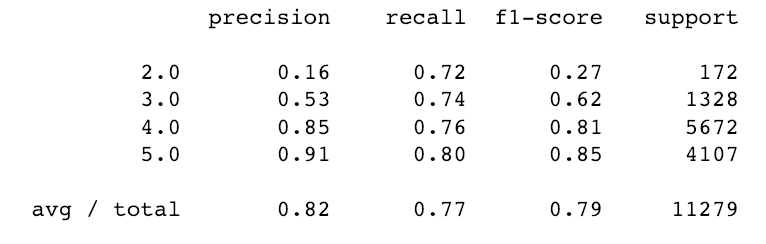 precision recall f1-score support
2.0 0.16 0.72 0.27 172
3.0 0.53 0.74 0.62 1328
4.0 0.85 0.76 0.81 5672
5.0 0.91 0.80 0.85 4107
avg / total 0.82 0.77 0.79 11279